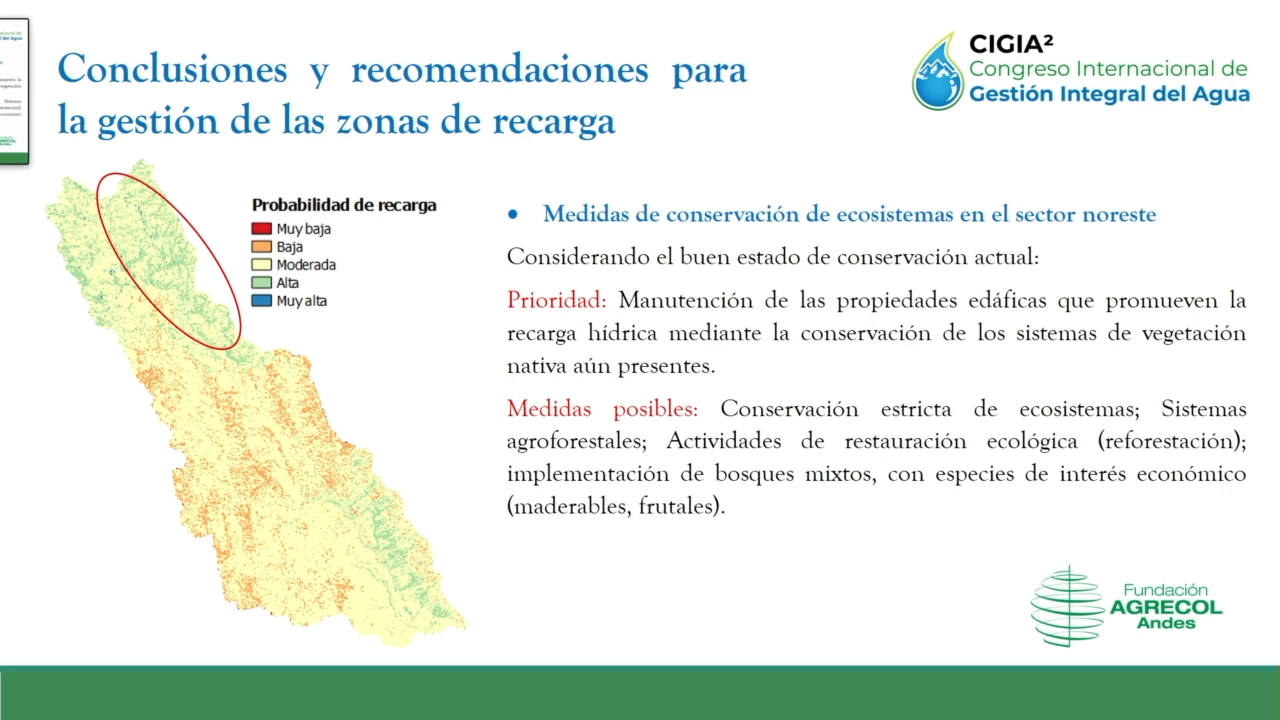 Conclusiones y recomendaciones para
la gestión de las zonas de recarga
CIGIA²
Congreso Internacional de
Gestión Integral del Agua
Probabilidad de recarga
Muy baja
Baja
Moderada
Alta
Muy alta
• Medidas de conservación de ecosistemas en el sector noreste
Considerando el buen estado de conservación actual:
Prioridad: Manutención de las propiedades edáficas que promueven la
recarga hídrica mediante la conservación de los sistemas de vegetación
nativa aún presentes.
Medidas posibles: Conservación estricta de ecosistemas; Sistemas
agroforestales; Actividades de restauración ecológica (reforestación);
implementación de bosques mixtos, con especies de interés económico
(maderables, frutales).
Fundación
AGRECOL
Andes